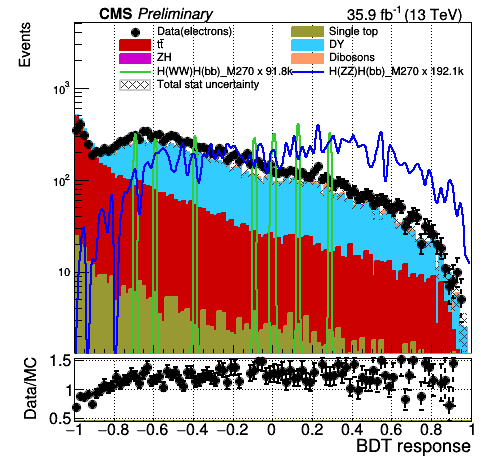 CMS Preliminary 35.9 fb⁻¹ (13 TeV)
Data(electrons) Single top
tt̄ DY
ZH Dibosons
H(WW)H(bb)_M270 x 91.8k H(ZZ)H(bb)_M270 x 192.1k
Total stat uncertainty
Events
10³
10²
10
Data/MC
1.5
1.0
0.5
−1 −0.8 −0.6 −0.4 −0.2 0 0.2 0.4 0.6 0.8 1
BDT response